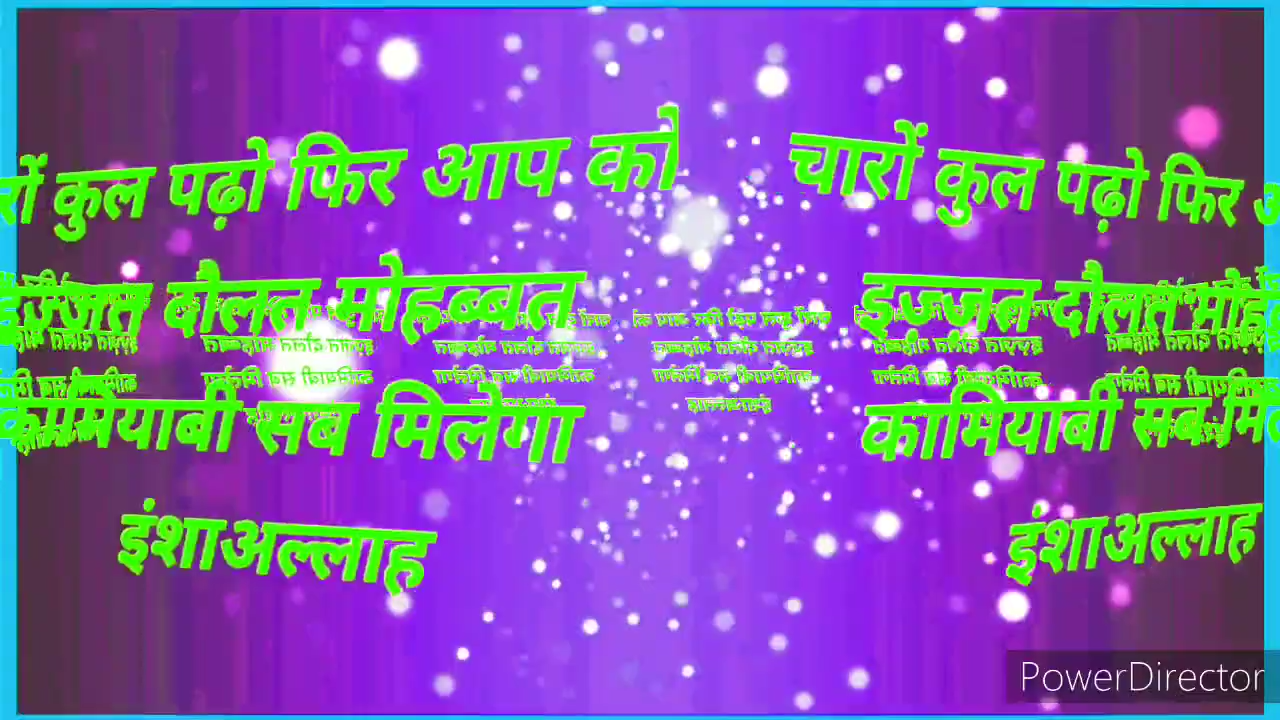 चारों कुल पढ़ो फिर आप को
इज्जत दौलत मोहब्बत
कामियाबी सब मिलेगा
इंशाअल्लाह
PowerDirector